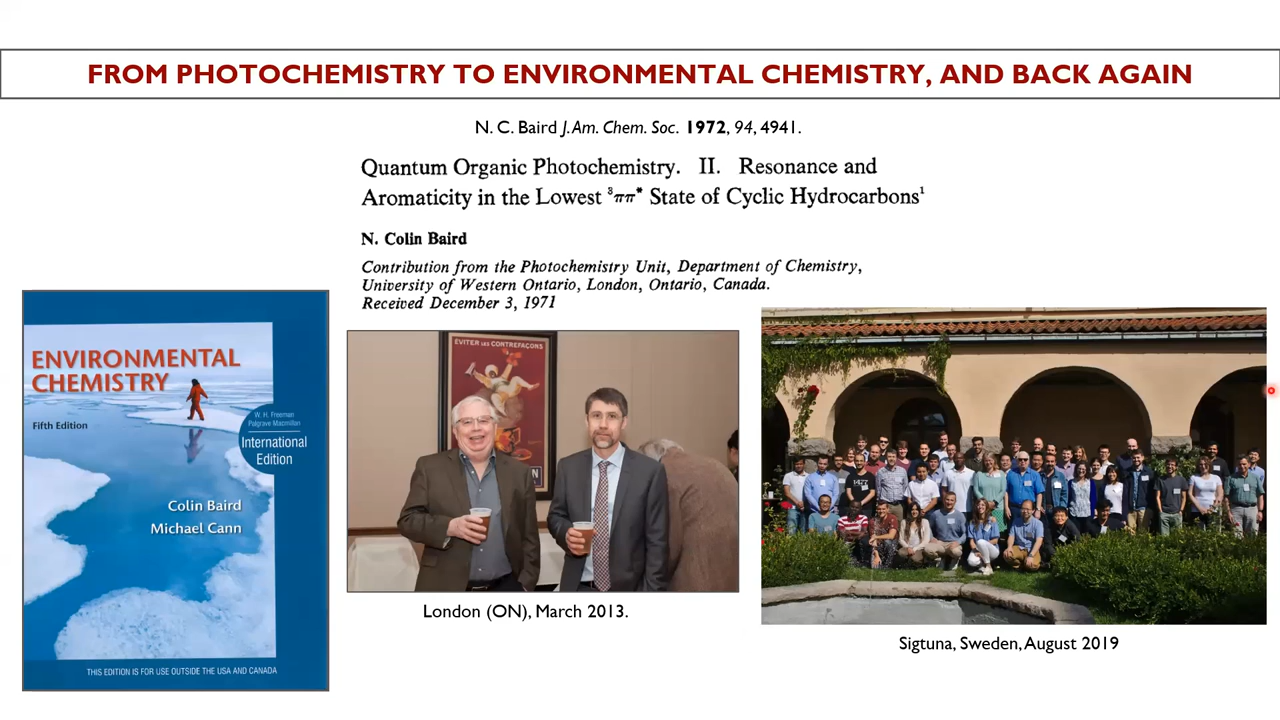 FROM PHOTOCHEMISTRY TO ENVIRONMENTAL CHEMISTRY, AND BACK AGAIN
N. C. Baird J. Am. Chem. Soc. 1972, 94, 4941.
Quantum Organic Photochemistry. II. Resonance and
Aromaticity in the Lowest ³ππ* State of Cyclic Hydrocarbons¹
N. Colin Baird
Contribution from the Photochemistry Unit, Department of Chemistry,
University of Western Ontario, London, Ontario, Canada.
Received December 3, 1971
ENVIRONMENTAL
CHEMISTRY
Fifth Edition
W. H. Freeman
Palgrave Macmillan
International
Edition
Colin Baird
Michael Cann
THIS EDITION IS FOR USE OUTSIDE THE USA AND CANADA
ÉVITER LES CONTREFAÇONS
London (ON), March 2013.
1477
Sigtuna, Sweden, August 2019